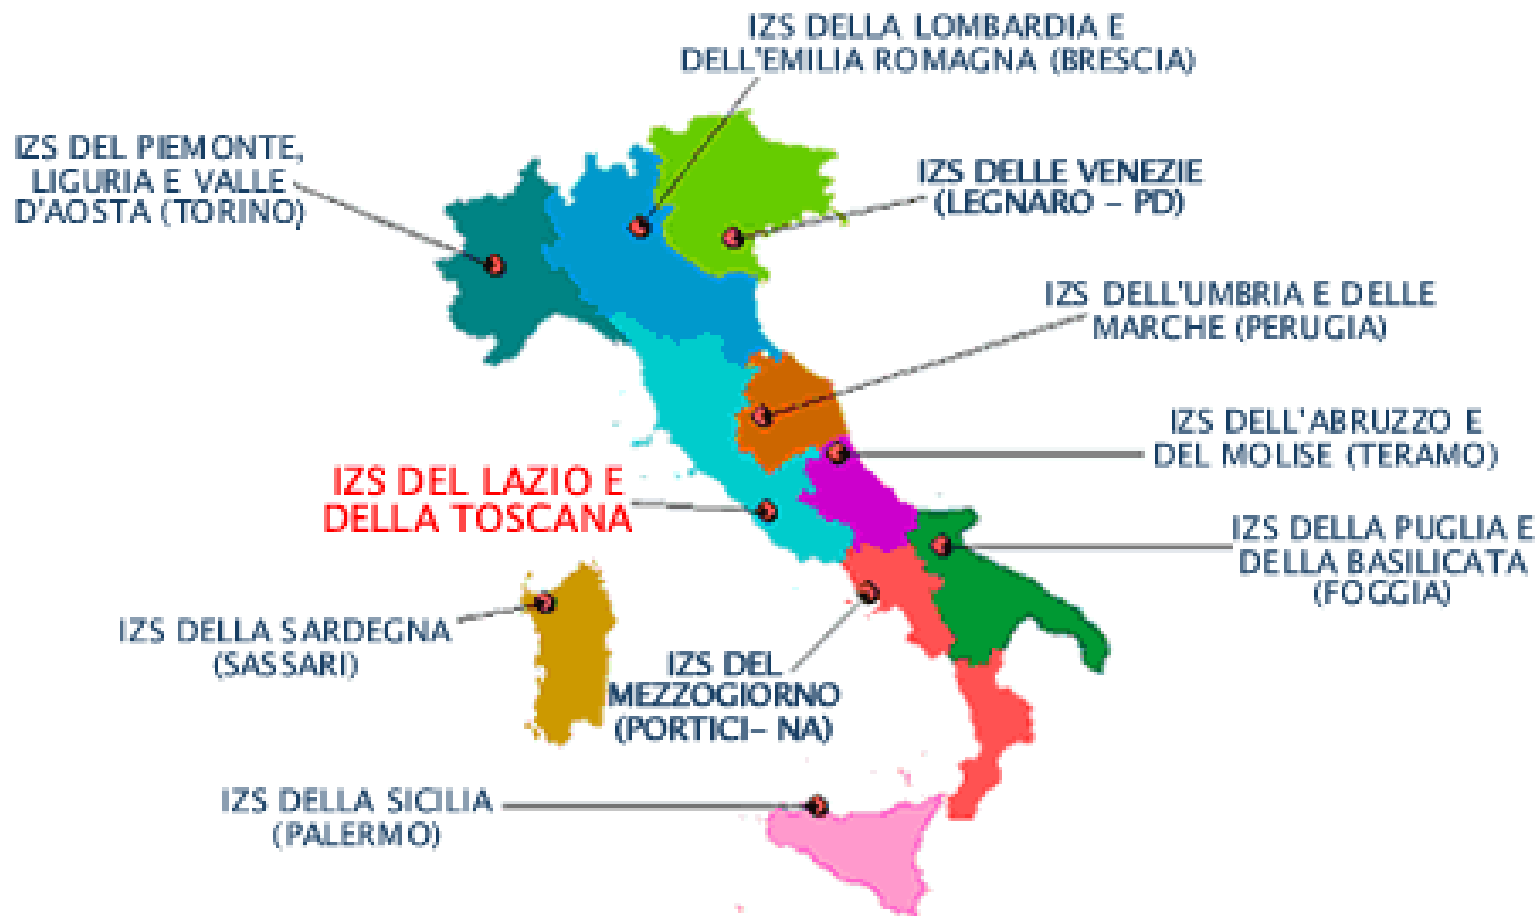 IZS DELLA LOMBARDIA E
DELL'EMILIA ROMAGNA (BRESCIA)
IZS DEL PIEMONTE,
LIGURIA E VALLE
D'AOSTA (TORINO)
IZS DELLE VENEZIE
(LEGNARO - PD)
IZS DELL'UMBRIA E DELLE
MARCHE (PERUGIA)
IZS DELL'ABRUZZO E
DEL MOLISE (TERAMO)
IZS DEL LAZIO E
DELLA TOSCANA
IZS DELLA PUGLIA E
DELLA BASILICATA
(FOGGIA)
IZS DELLA SARDEGNA
(SASSARI)
IZS DEL
MEZZOGIORNO
(PORTICI- NA)
IZS DELLA SICILIA
(PALERMO)